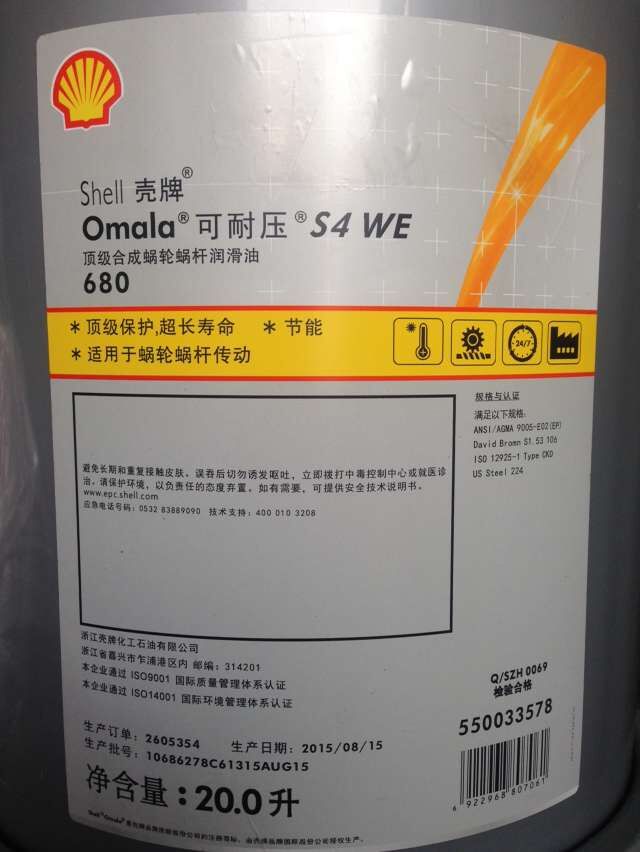 Shell 壳牌®
Omala® 可耐压® S4 WE
顶级合成蜗轮蜗杆润滑油
680
* 顶级保护,超长寿命 * 节能
* 适用于蜗轮蜗杆传动
24/7
规格与认证
满足以下规格:
ANSI/AGMA 9005-E02(EP)
David Brown S1.53 106
ISO 12925-1 Type CKD
US Steel 224
避免长期和重复接触皮肤。误吞后切勿诱发呕吐,立即拨打中毒控制中心或就医诊
治。请保护环境,以负责任的态度弃置。如有需要,可提供安全技术说明书。
www.epc.shell.com
应急电话号码:0532 83889090 技术支持:400 010 3208
浙江壳牌化工石油有限公司
浙江省嘉兴市乍浦港区内 邮编:314201
本企业通过 ISO9001 国际质量管理体系认证
本企业通过 ISO14001 国际环境管理体系认证
Q/SZH 0069
检验合格
550033578
生产订单:2605354 生产日期:2015/08/15
生产批号:106B6278C61315AUG15
净含量:20.0升
6 922968 807061
Shell "Omala"